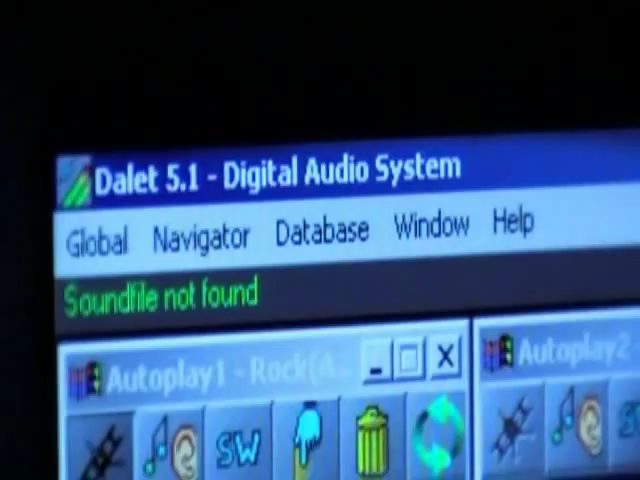 Dalet 5.1 - Digital Audio System
Global Navigator Database Window Help
Soundfile not found
Autoplay1 - Rock(A... Autoplay2
SW